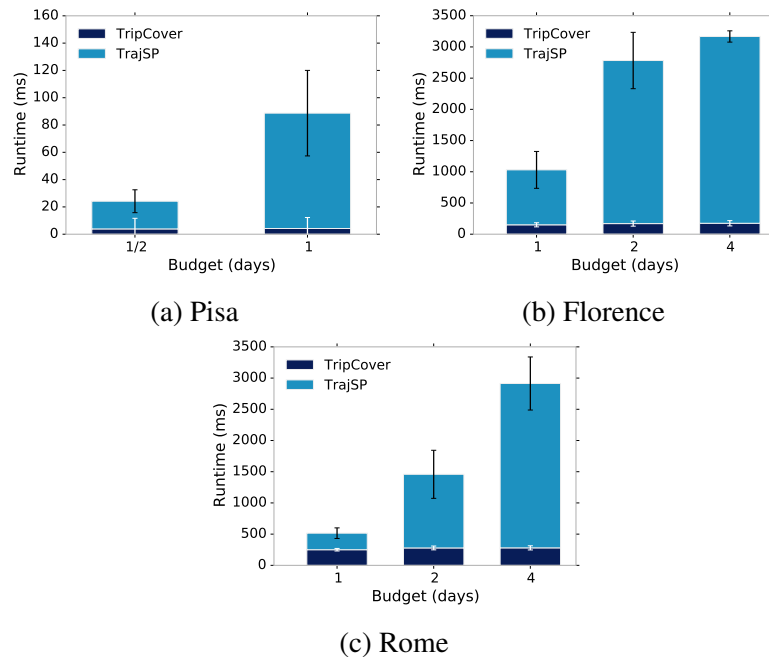 160
140
120
100
80
60
40
20
0
Runtime (ms)
TripCover
TrajSP
1/2 1
Budget (days)
(a) Pisa
3500
3000
2500
2000
1500
1000
500
0
Runtime (ms)
TripCover
TrajSP
1 2 4
Budget (days)
(b) Florence
3500
3000
2500
2000
1500
1000
500
0
Runtime (ms)
TripCover
TrajSP
1 2 4
Budget (days)
(c) Rome